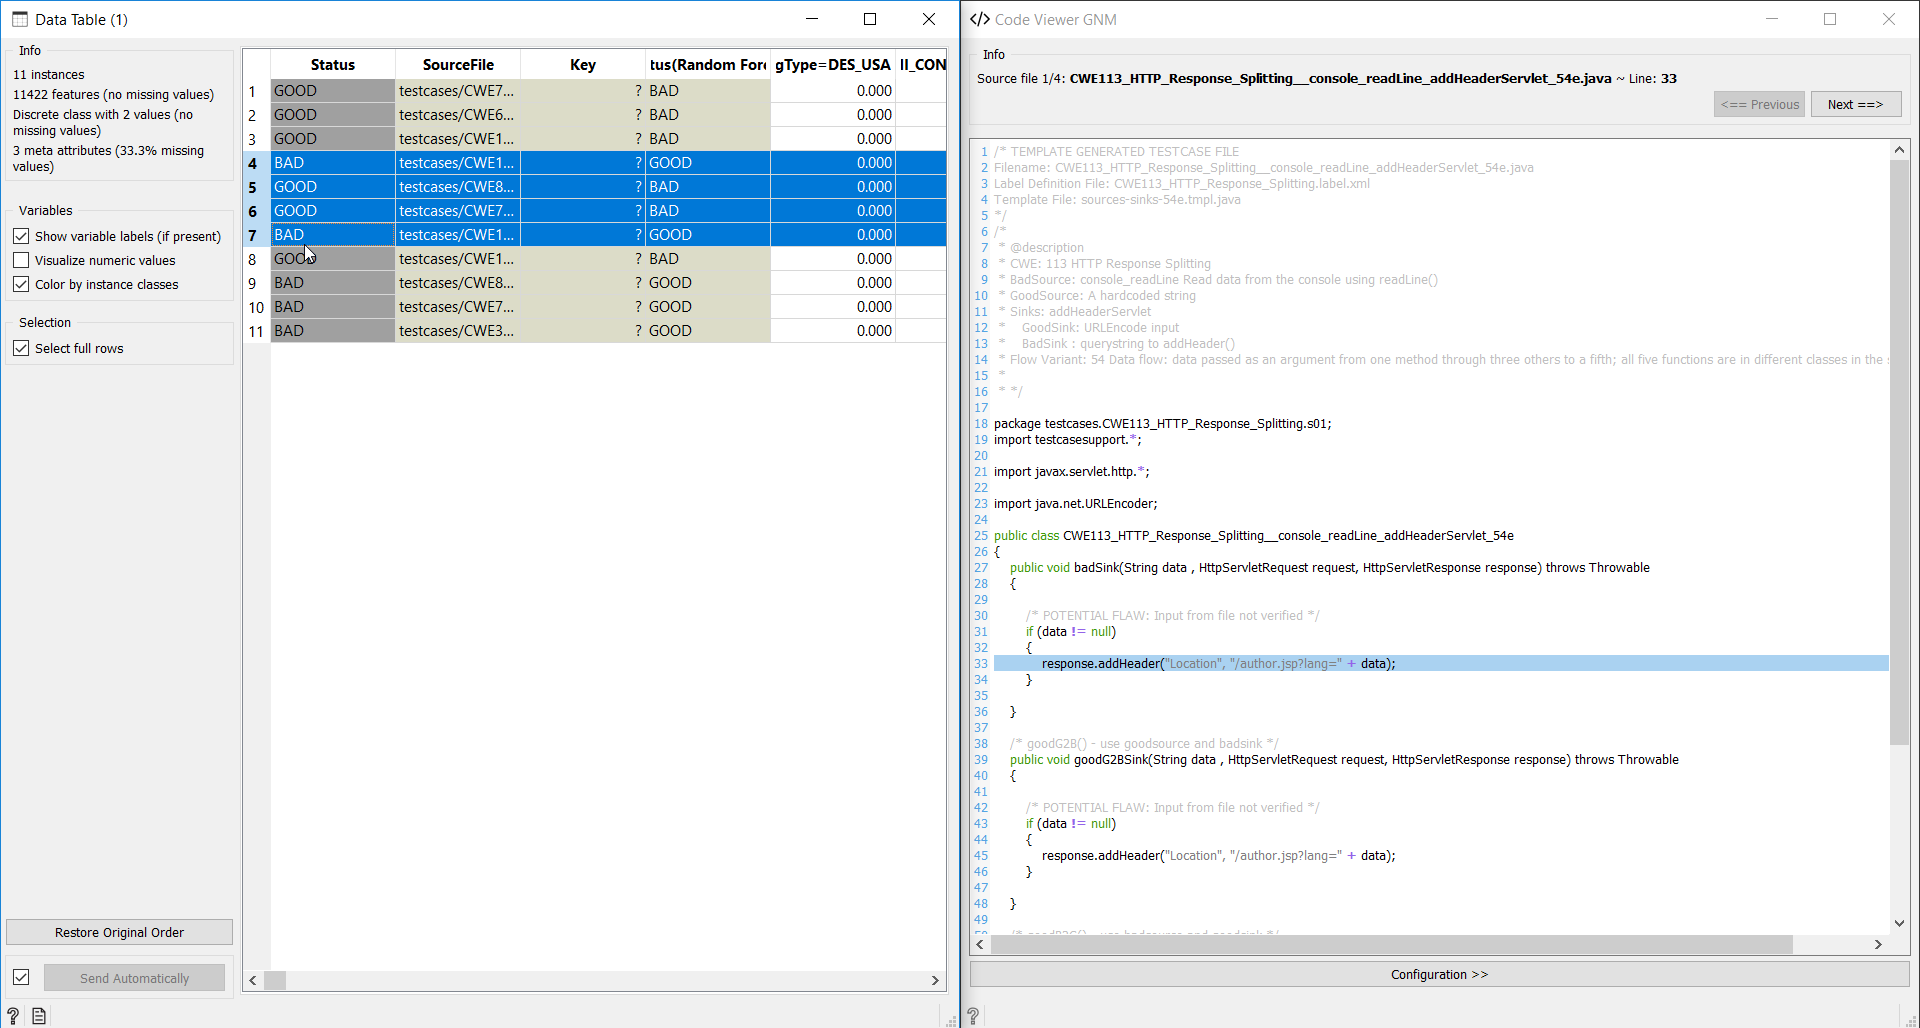 Data Table (1)
Info
11 instances
11422 features (no missing values)
Discrete class with 2 values (no
missing values)
3 meta attributes (33.3% missing
values)
Variables
Show variable labels (if present)
Visualize numeric values
Color by instance classes
Selection
Select full rows
Restore Original Order
Send Automatically
Status SourceFile Key tus(Random Fore gType=DES_USA II_CON
1 GOOD testcases/CWE7... ? BAD 0.000
2 GOOD testcases/CWE6... ? BAD 0.000
3 GOOD testcases/CWE1... ? BAD 0.000
4 BAD testcases/CWE1... ? GOOD 0.000
5 GOOD testcases/CWE8... ? BAD 0.000
6 GOOD testcases/CWE7... ? BAD 0.000
7 BAD testcases/CWE1... ? GOOD 0.000
8 GOOD testcases/CWE1... ? BAD 0.000
9 BAD testcases/CWE8... ? GOOD 0.000
10 BAD testcases/CWE7... ? GOOD 0.000
11 BAD testcases/CWE3... ? GOOD 0.000
</> Code Viewer GNM
Info
Source file 1/4: CWE113_HTTP_Response_Splitting__console_readLine_addHeaderServlet_54e.java ~ Line: 33
<== Previous
Next ==>
1 /* TEMPLATE GENERATED TESTCASE FILE
2 Filename: CWE113_HTTP_Response_Splitting__console_readLine_addHeaderServlet_54e.java
3 Label Definition File: CWE113_HTTP_Response_Splitting.label.xml
4 Template File: sources-sinks-54e.tmpl.java
5 */
6 /*
7 * @description
8 * CWE: 113 HTTP Response Splitting
9 * BadSource: console_readLine Read data from the console using readLine()
10 * GoodSource: A hardcoded string
11 * Sinks: addHeaderServlet
12 * GoodSink: URLEncode input
13 * BadSink : querystring to addHeader()
14 * Flow Variant: 54 Data flow: data passed as an argument from one method through three others to a fifth; all five functions are in different classes in the s
15 *
16 * */
17
18 package testcases.CWE113_HTTP_Response_Splitting.s01;
19 import testcasesupport.*;
20
21 import javax.servlet.http.*;
22
23 import java.net.URLEncoder;
24
25 public class CWE113_HTTP_Response_Splitting__console_readLine_addHeaderServlet_54e
26 {
27 public void badSink(String data , HttpServletRequest request, HttpServletResponse response) throws Throwable
28 {
29
30 /* POTENTIAL FLAW: Input from file not verified */
31 if (data != null)
32 {
33 response.addHeader("Location", "/author.jsp?lang=" + data);
34 }
35
36 }
37
38 /* goodG2B() - use goodsource and badsink */
39 public void goodG2BSink(String data , HttpServletRequest request, HttpServletResponse response) throws Throwable
40 {
41
42 /* POTENTIAL FLAW: Input from file not verified */
43 if (data != null)
44 {
45 response.addHeader("Location", "/author.jsp?lang=" + data);
46 }
47
48 }
49
Configuration >>